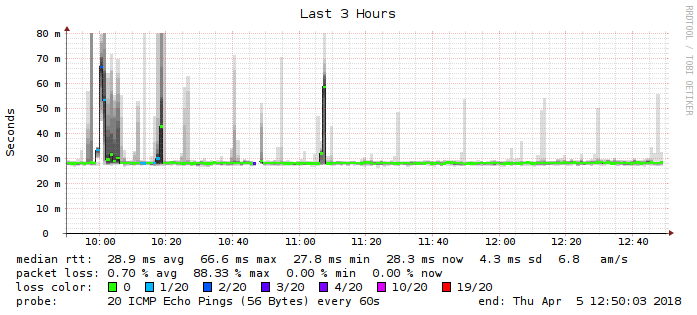 Last 3 Hours
RRDTOOL / TOBI OETIKER
Seconds
80 m
70 m
60 m
50 m
40 m
30 m
20 m
10 m
0
10:00 10:20 10:40 11:00 11:20 11:40 12:00 12:20 12:40
median rtt: 28.9 ms avg 66.6 ms max 27.8 ms min 28.3 ms now 4.3 ms sd 6.8 am/s
packet loss: 0.70 % avg 88.33 % max 0.00 % min 0.00 % now
loss color: 0 1/20 2/20 3/20 4/20 10/20 19/20
probe: 20 ICMP Echo Pings (56 Bytes) every 60s end: Thu Apr 5 12:50:03 2018